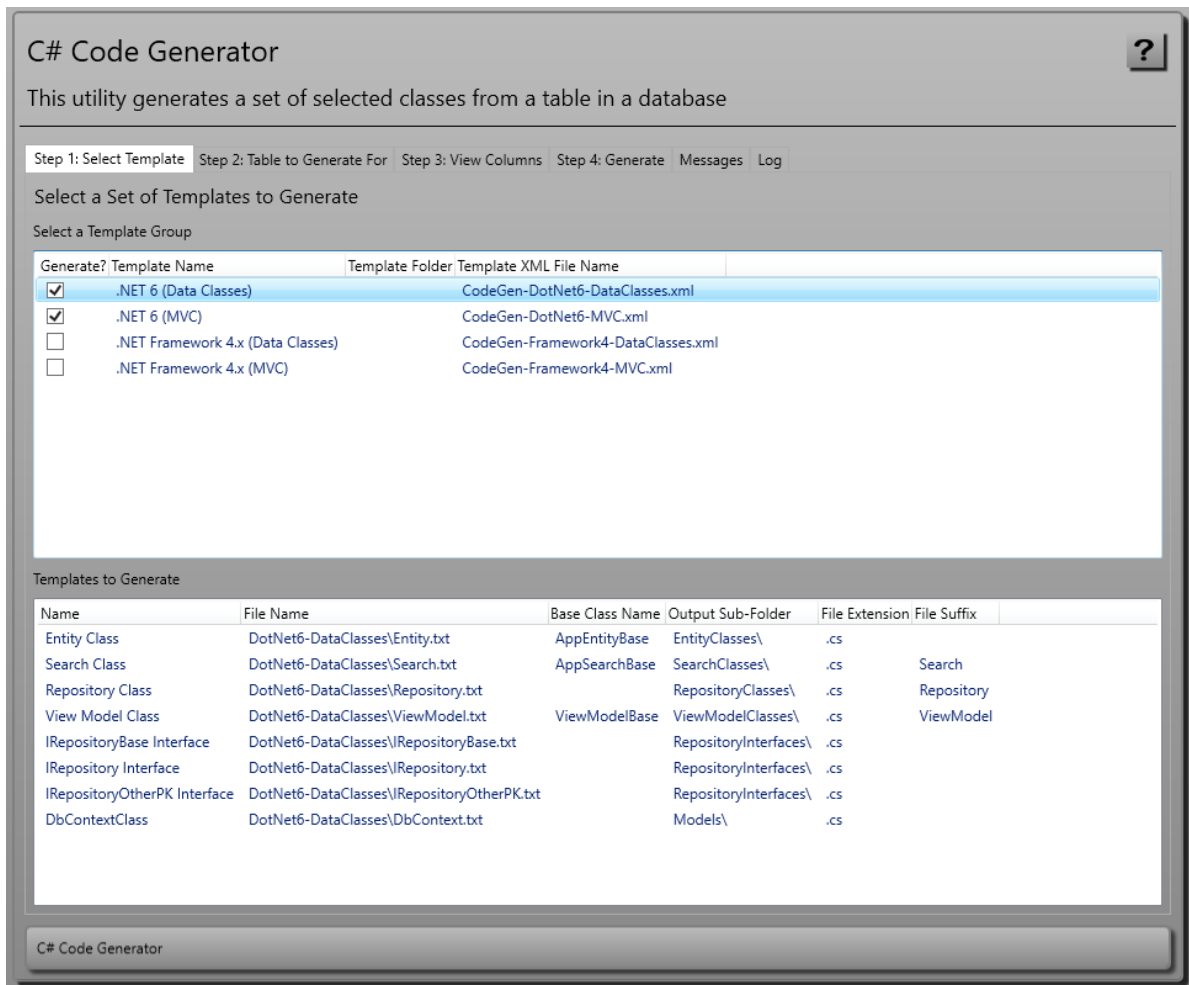 C# Code Generator
?
This utility generates a set of selected classes from a table in a database
Step 1: Select Template Step 2: Table to Generate For Step 3: View Columns Step 4: Generate Messages Log
Select a Set of Templates to Generate
Select a Template Group
Generate? Template Name Template Folder Template XML File Name
.NET 6 (Data Classes) CodeGen-DotNet6-DataClasses.xml
.NET 6 (MVC) CodeGen-DotNet6-MVC.xml
.NET Framework 4.x (Data Classes) CodeGen-Framework4-DataClasses.xml
.NET Framework 4.x (MVC) CodeGen-Framework4-MVC.xml
Templates to Generate
Name File Name Base Class Name Output Sub-Folder File Extension File Suffix
Entity Class DotNet6-DataClasses\Entity.txt AppEntityBase EntityClasses\ .cs
Search Class DotNet6-DataClasses\Search.txt AppSearchBase SearchClasses\ .cs Search
Repository Class DotNet6-DataClasses\Repository.txt RepositoryClasses\ .cs Repository
View Model Class DotNet6-DataClasses\ViewModel.txt ViewModelBase ViewModelClasses\ .cs ViewModel
IRepositoryBase Interface DotNet6-DataClasses\IRepositoryBase.txt RepositoryInterfaces\ .cs
IRepository Interface DotNet6-DataClasses\IRepository.txt RepositoryInterfaces\ .cs
IRepositoryOtherPK Interface DotNet6-DataClasses\IRepositoryOtherPK.txt RepositoryInterfaces\ .cs
DbContextClass DotNet6-DataClasses\DbContext.txt Models\ .cs
C# Code Generator